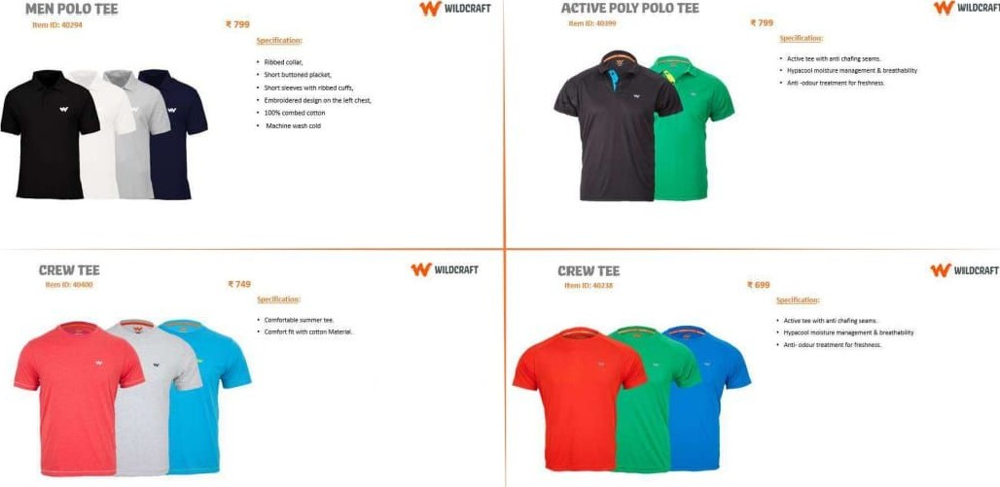 MEN POLO TEE
WILDCRAFT
Item ID: 40294
₹ 799
Specification:
• Ribbed collar,
• Short buttoned placket,
• Short sleeves with ribbed cuffs,
• Embroidered design on the left chest,
• 100% combed cotton
• Machine wash cold
ACTIVE POLY POLO TEE
WILDCRAFT
Item ID: 40399
₹ 799
Specification:
• Active tee with anti chafing seams.
• Hypacool moisture management & breathability
• Anti -odour treatment for freshness.
CREW TEE
WILDCRAFT
Item ID: 40400
₹ 749
Specification:
• Comfortable summer tee.
• Comfort fit with cotton Material.
CREW TEE
WILDCRAFT
Item ID: 40238
₹ 699
Specification:
• Active tee with anti chafing seams.
• Hypacool moisture management & breathability
• Anti- odour treatment for freshness.